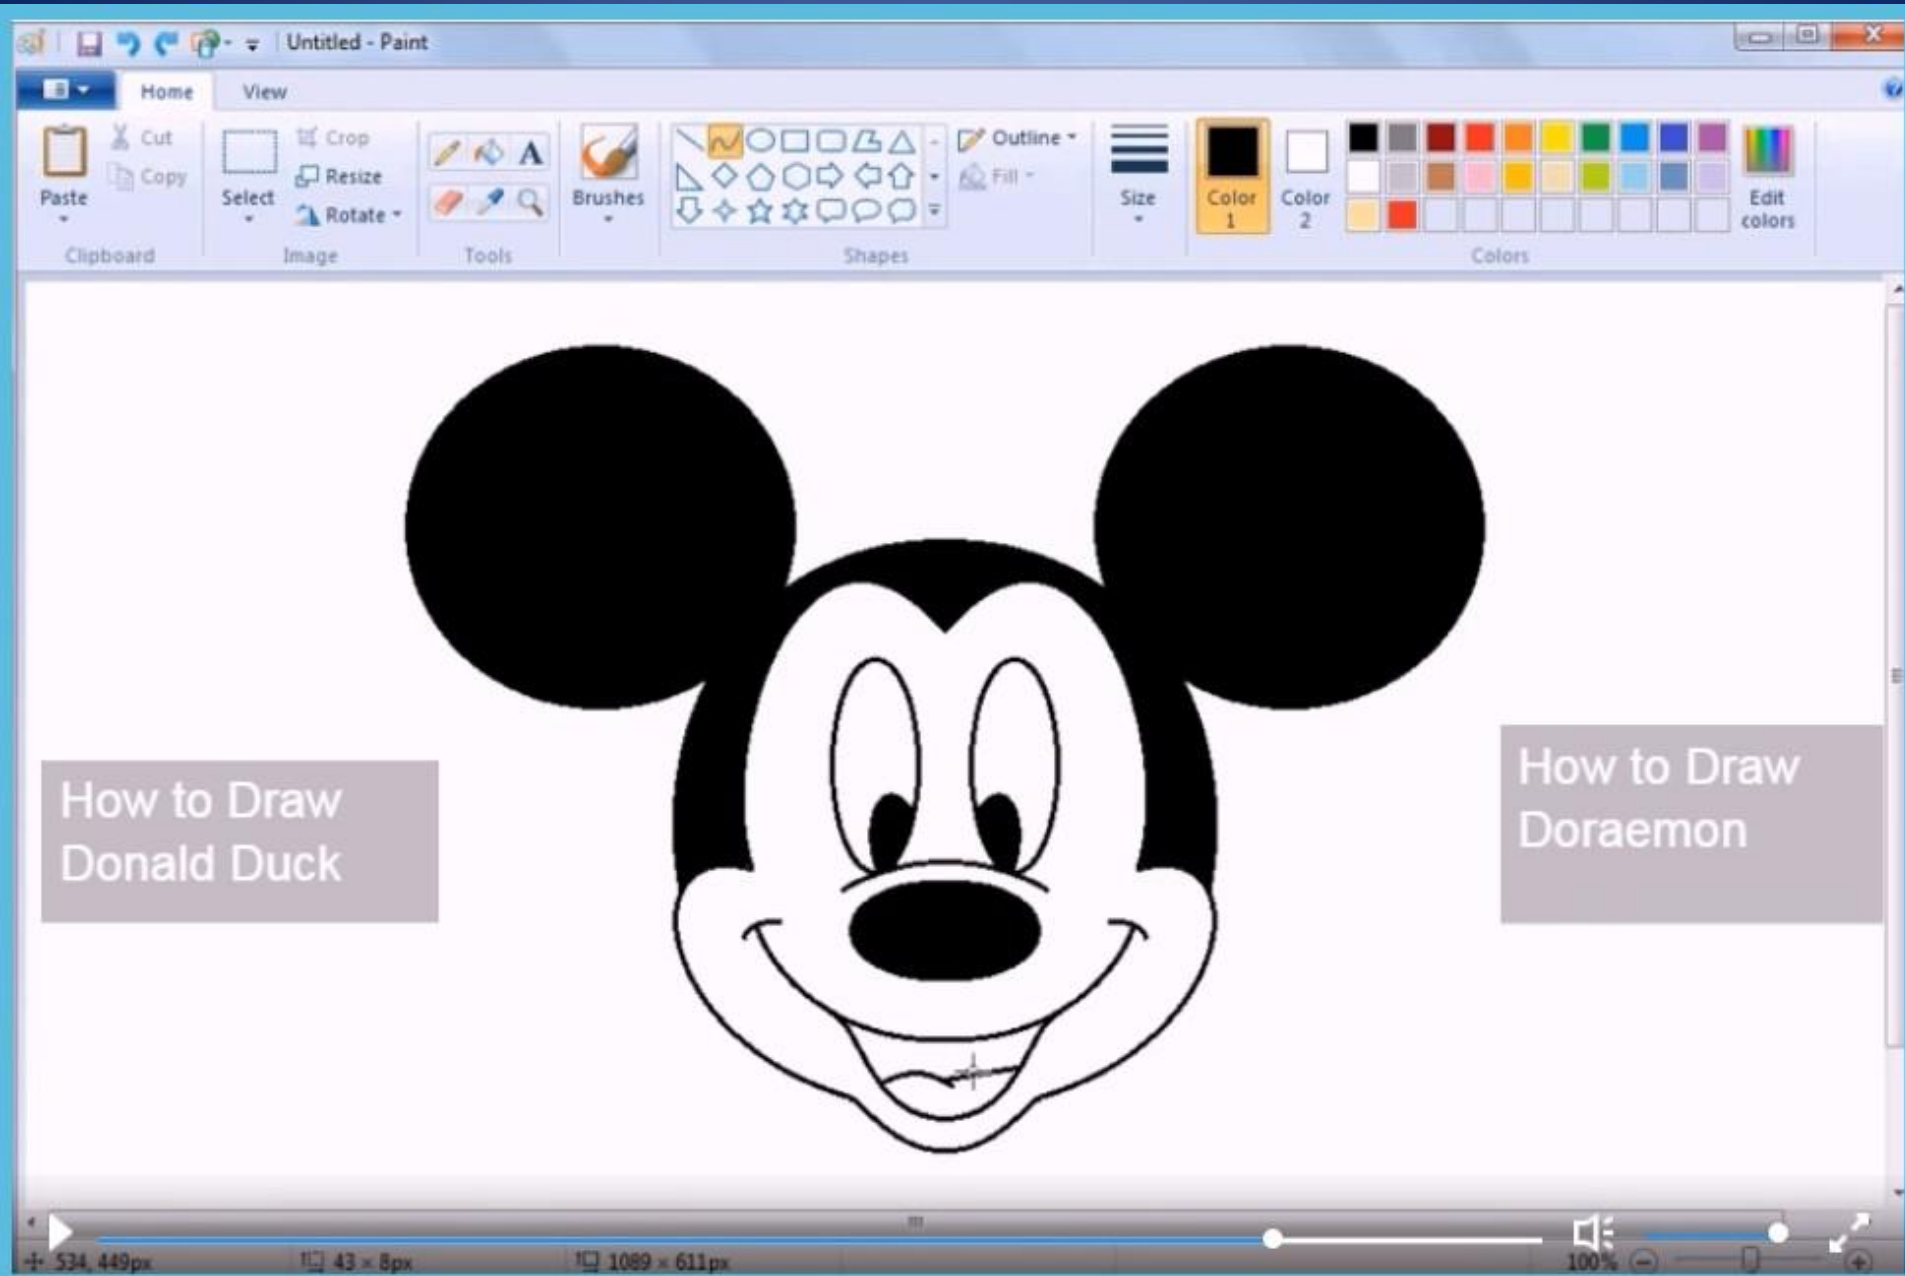 Untitled - Paint
Home View
Cut
Copy
Paste
Clipboard
Crop
Resize
Rotate
Select
Image
A
Tools
Brushes
Outline
Fill
Shapes
Size
Color 1
Color 2
Edit colors
Colors
How to Draw
Donald Duck
How to Draw
Doraemon
534, 449px 43 × 8px 1089 × 611px 100%